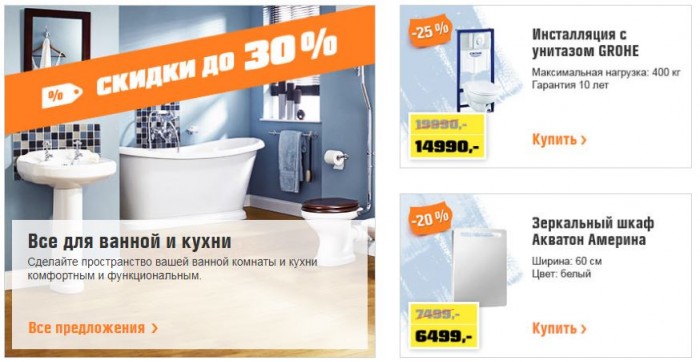 % скидки до 30%
Все для ванной и кухни
Сделайте пространство вашей ванной комнаты и кухни
комфортным и функциональным.
Все предложения >
-25%
Инсталляция с
унитазом GROHE
Максимальная нагрузка: 400 кг
Гарантия 10 лет
19890,-
14990,-
Купить >
-20%
Зеркальный шкаф
Акватон Америна
Ширина: 60 см
Цвет: белый
7499,-
6499,-
Купить >